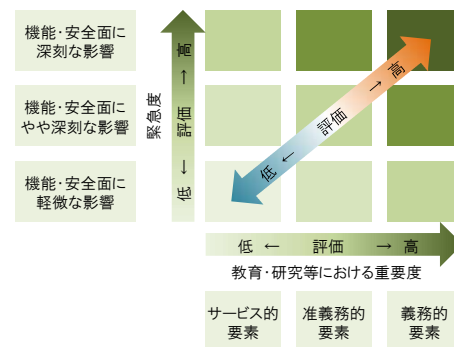 機能・安全面に
深刻な影響
機能・安全面に
やや深刻な影響
機能・安全面に
軽微な影響
緊急度
低 ← 評価 → 高
低 ← 評価 → 高
低 ← 評価 → 高
教育・研究等における重要度
サービス的
要素
准義務的
要素
義務的
要素